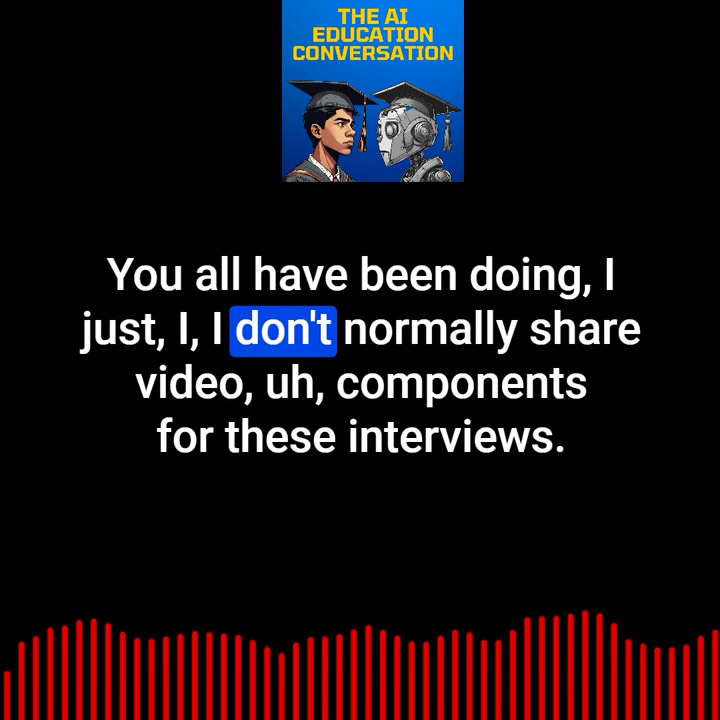 THE AI
EDUCATION
CONVERSATION
You all have been doing, I
just, I, I don't normally share
video, uh, components
for these interviews.